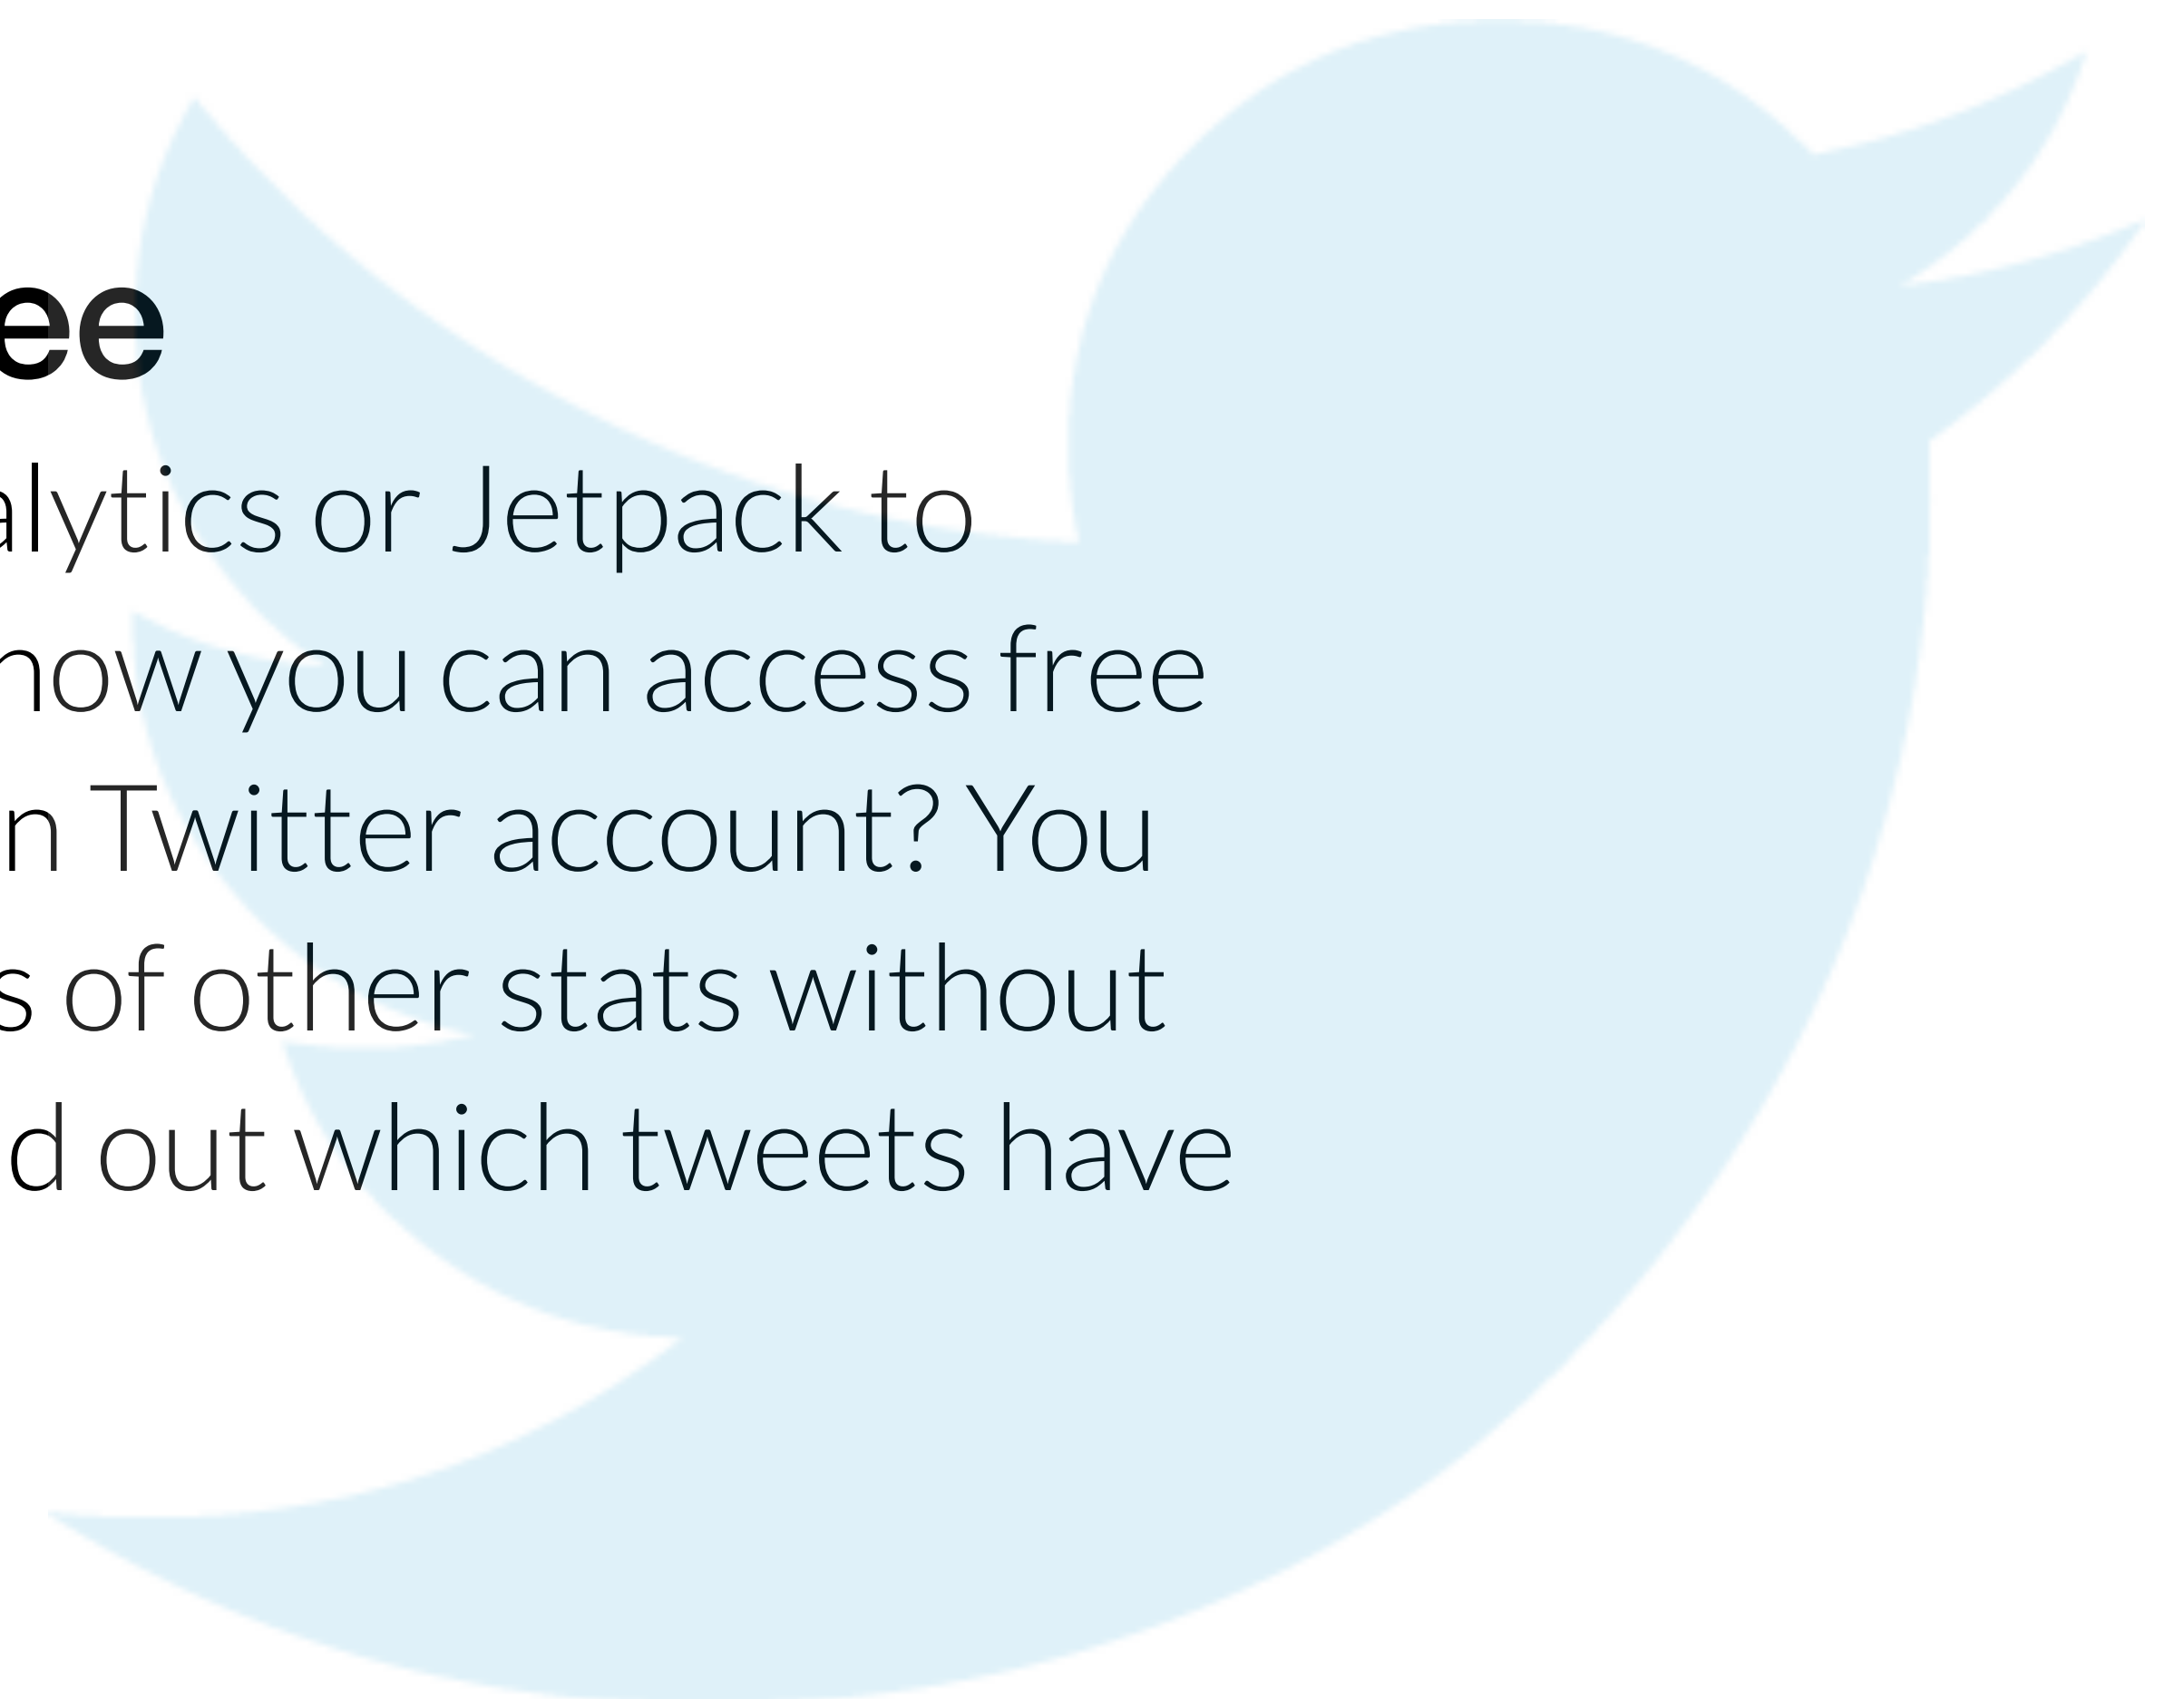 ee
alytics or Jetpack to
now you can access free
n Twitter account? You
s of other stats without
d out which tweets have